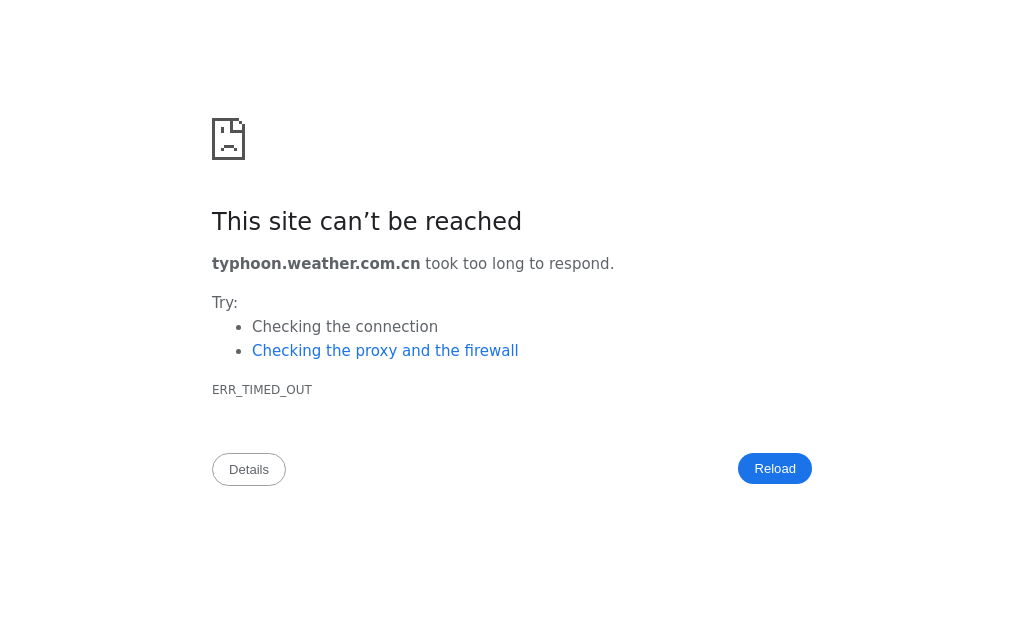 This site can’t be reached
typhoon.weather.com.cn took too long to respond.
Try:
Checking the connection
Checking the proxy and the firewall
ERR_TIMED_OUT
Details
Reload